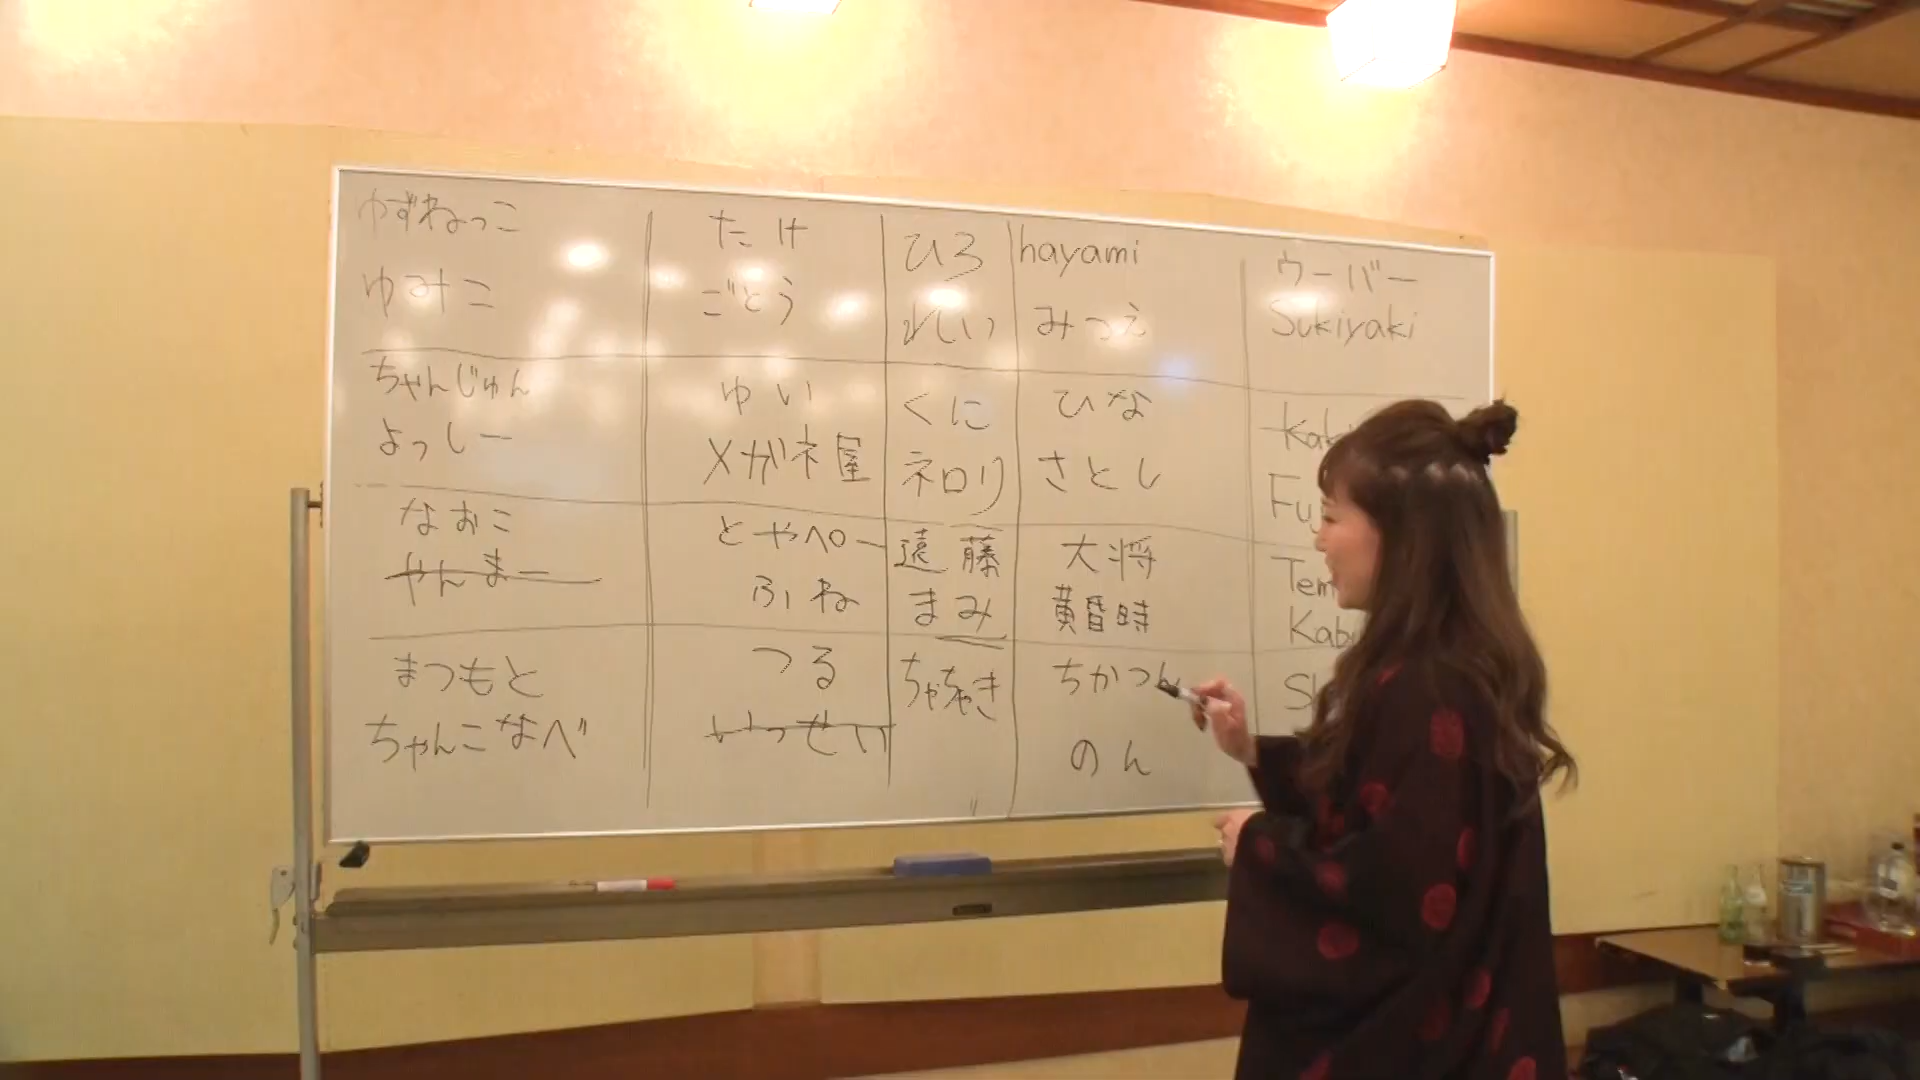 ゆずねっこ
ゆみこ
ちゃんじゅん
よっしー
なおこ
やんまー
まつもと
ちゃんこなべ
たけ
ごとう
ゆい
メガネ屋
とやペー
ふね
つる
いっせい
ひろ
れい
くに
ネロリ
遠藤
まみ
ちゃちゃき
hayami
みつえ
ひな
さとし
大将
黄昏時
ちかつん
のん
ウーバー
Sukiyaki